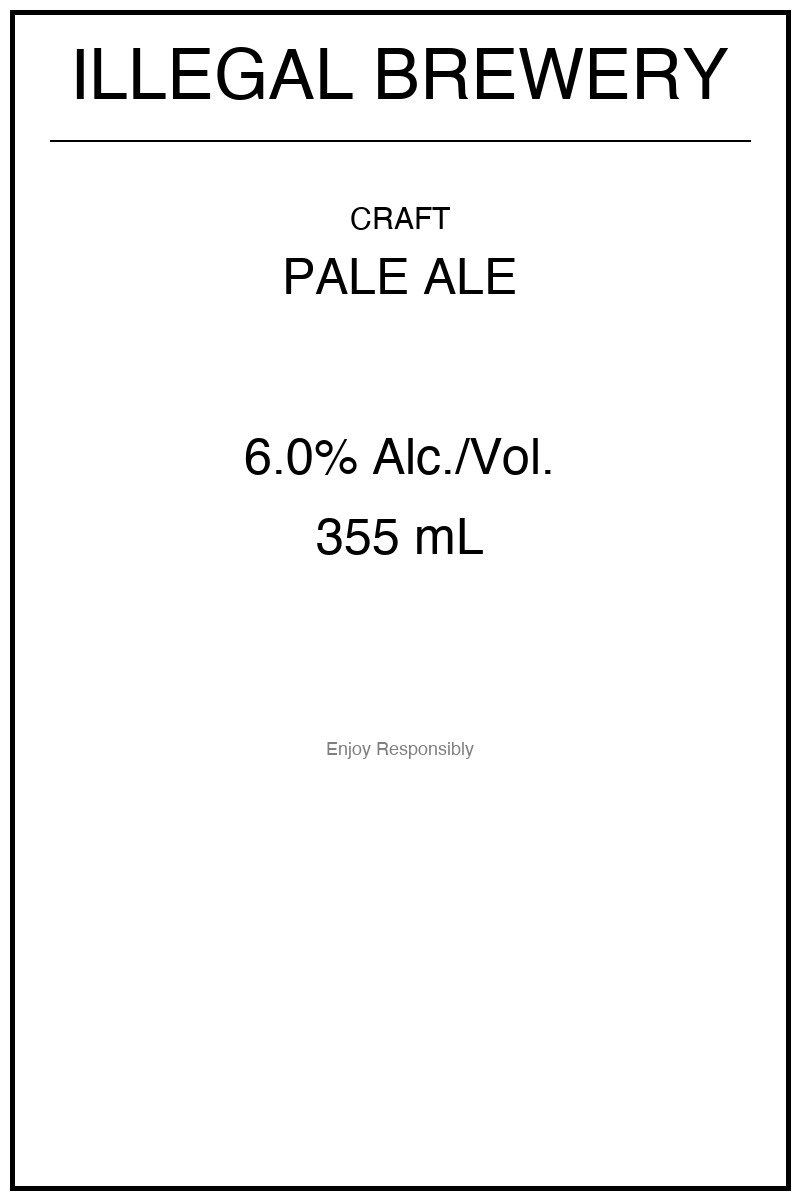 ILLEGAL BREWERY
CRAFT
PALE ALE
6.0% Alc./Vol.
355 mL
Enjoy Responsibly